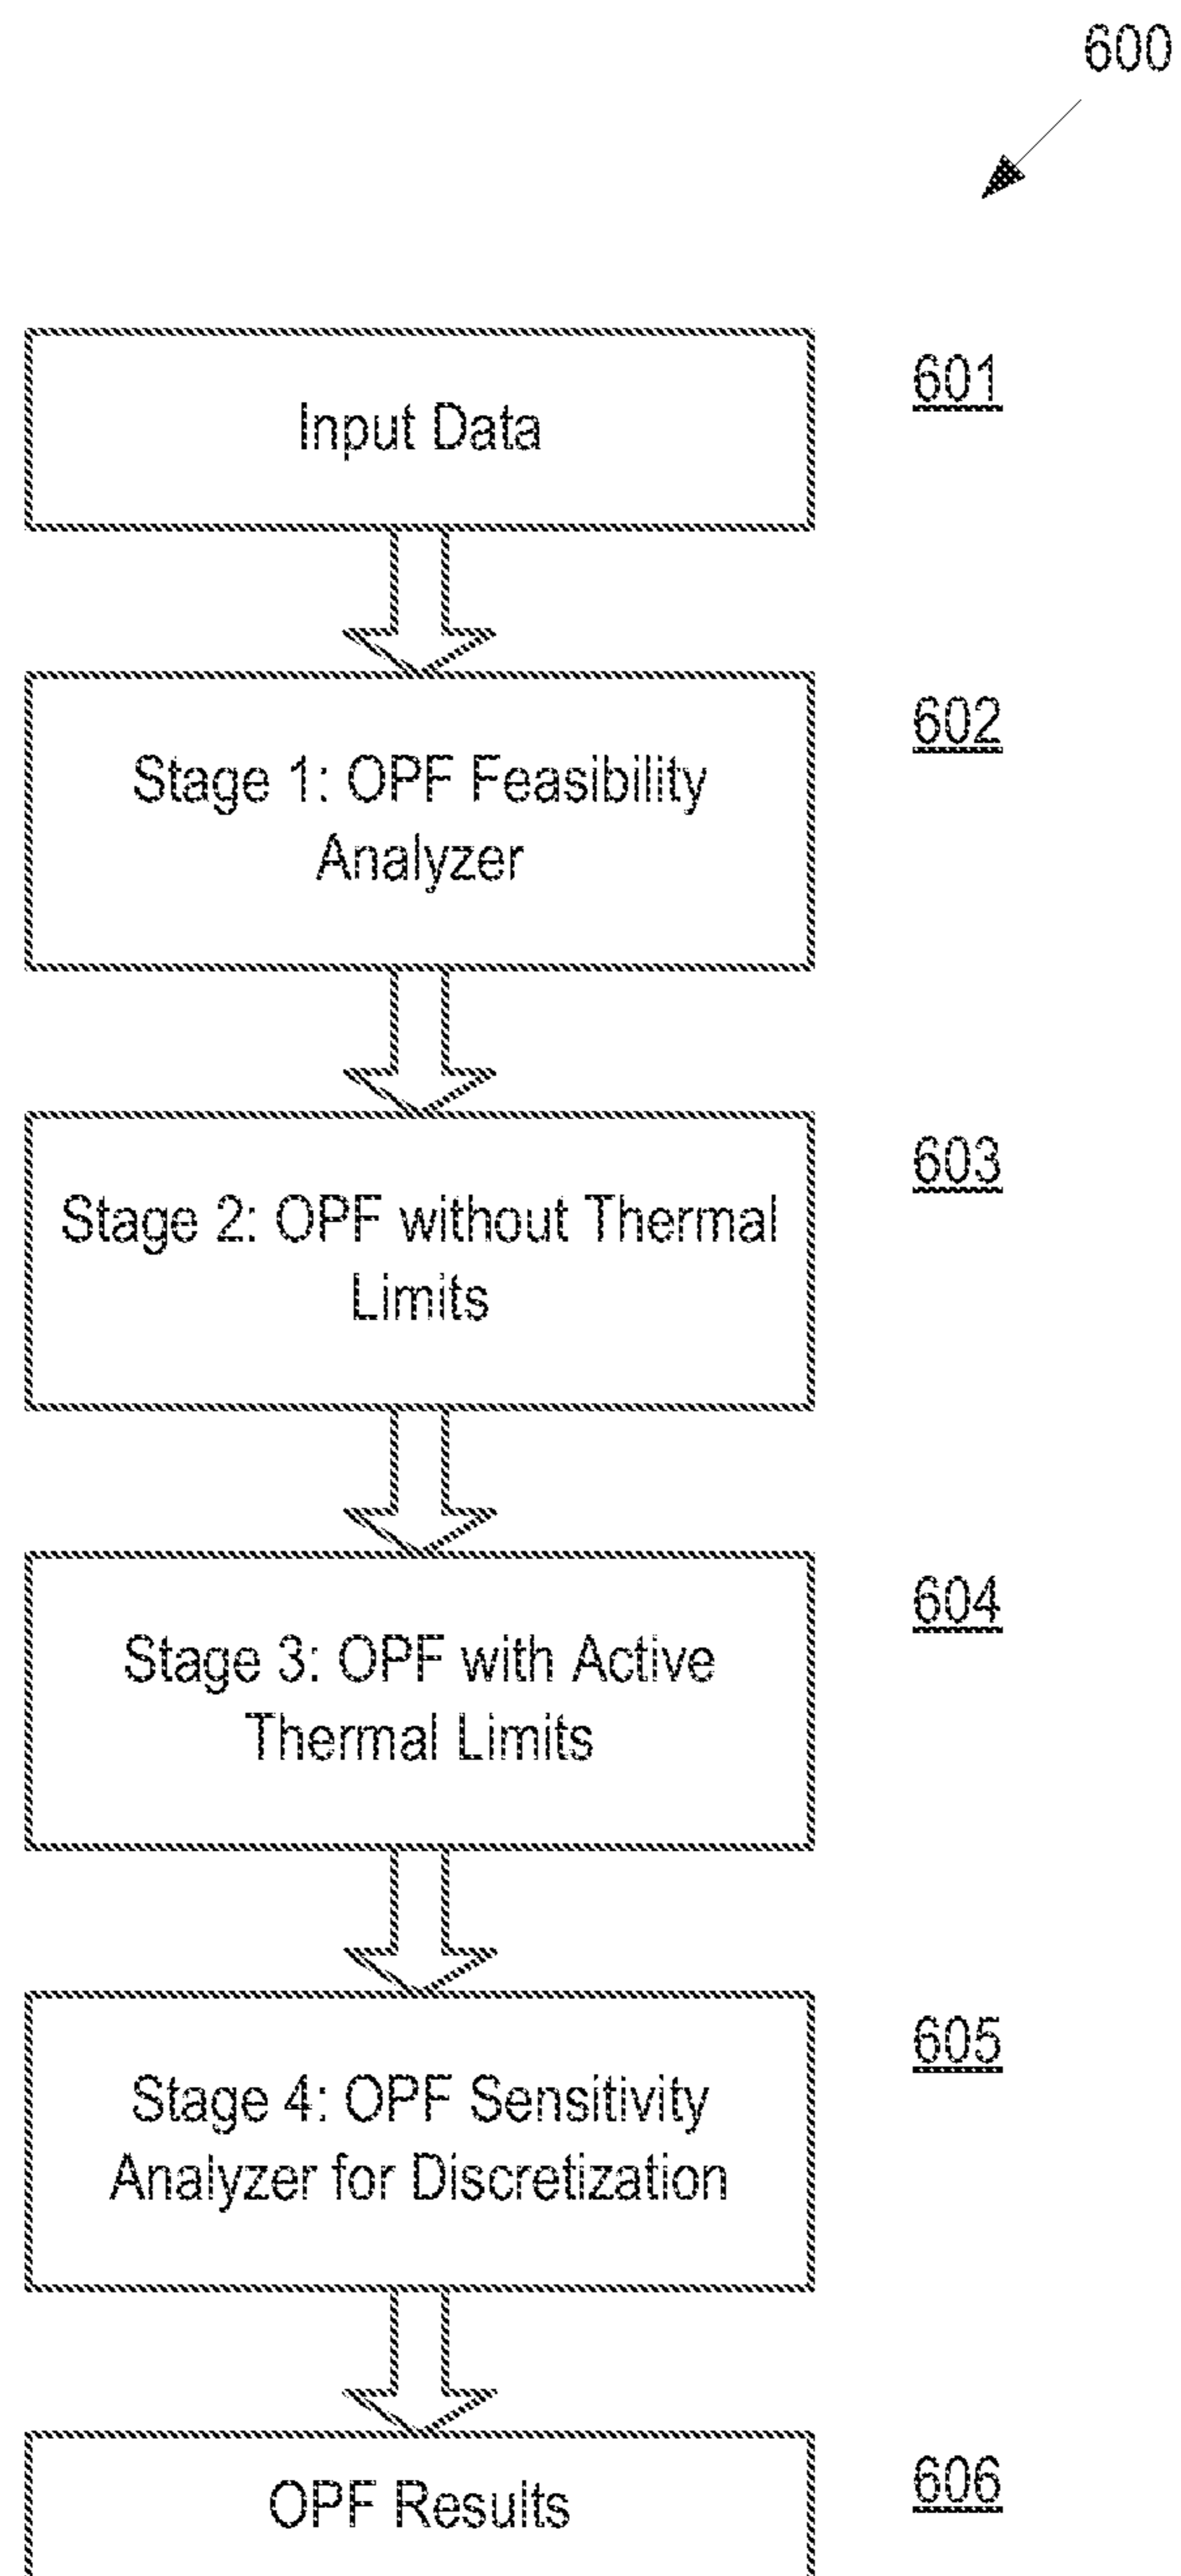 600
Input Data
601
Stage 1: OPF Feasibility
Analyzer
602
Stage 2: OPF without Thermal
Limits
603
Stage 3: OPF with Active
Thermal Limits
604
Stage 4: OPF Sensitivity
Analyzer for Discretization
605
OPF Results
606